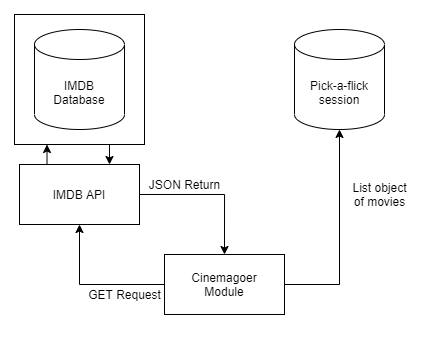 IMDB
Database
Pick-a-flick
session
IMDB API
JSON Return
List object
of movies
Cinemagoer
Module
GET Request